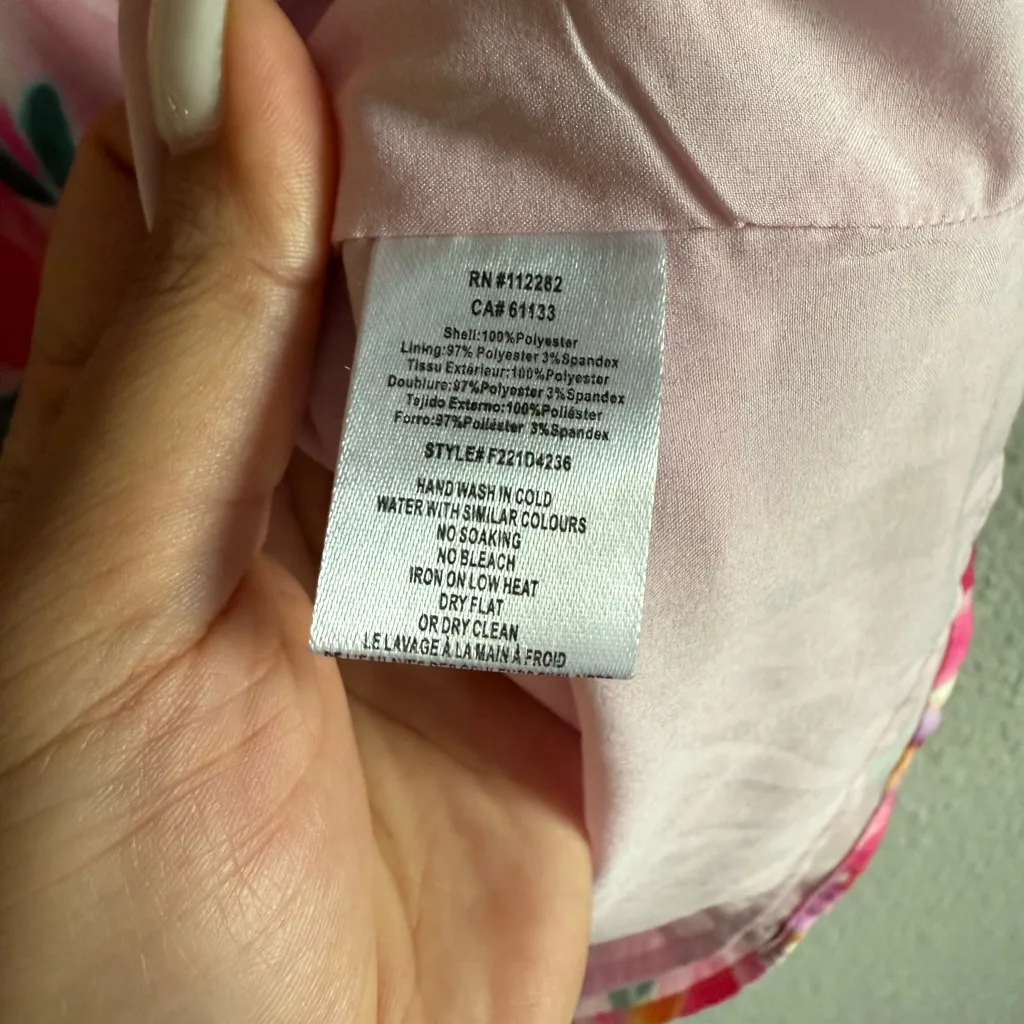 RN #112282
CA# 61133
Shell:100%Polyester
Lining:97% Polyester 3%Spandex
Tissu Extérieur:100%Polyester
Doublure:97%Polyester 3%Spandex
Tejido Externo:100%Poliéster
Forro:97%Poliéster 3%Spandex
STYLE# F221D4236
HAND WASH IN COLD
WATER WITH SIMILAR COLOURS
NO SOAKING
NO BLEACH
IRON ON LOW HEAT
DRY FLAT
OR DRY CLEAN
LE LAVAGE À LA MAIN À FROID